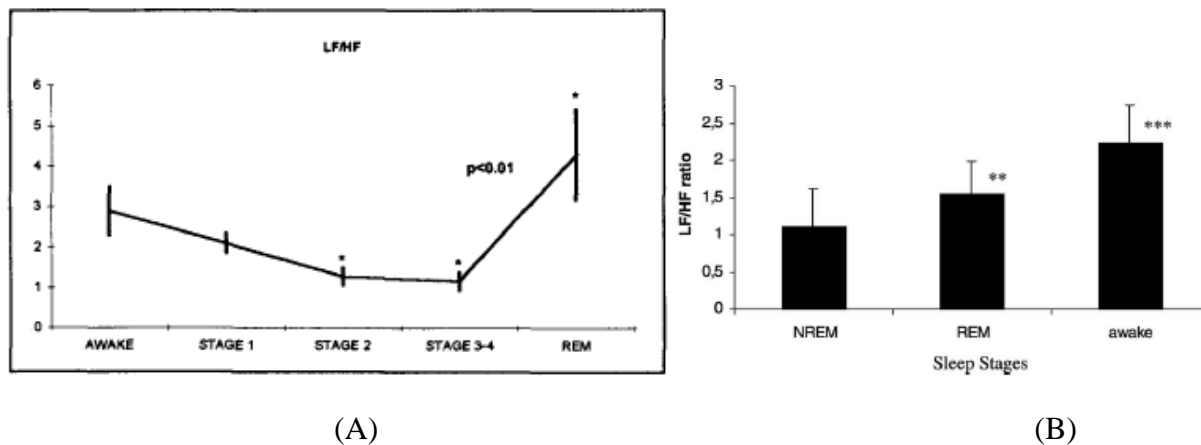 LF/HF
6
5
4
3
2
1
0
*
*
*
p<0.01
AWAKE STAGE 1 STAGE 2 STAGE 3-4 REM
(A)
LF/HF ratio
3
2,5
2
1,5
1
0,5
0
**
***
NREM REM awake
Sleep Stages
(B)